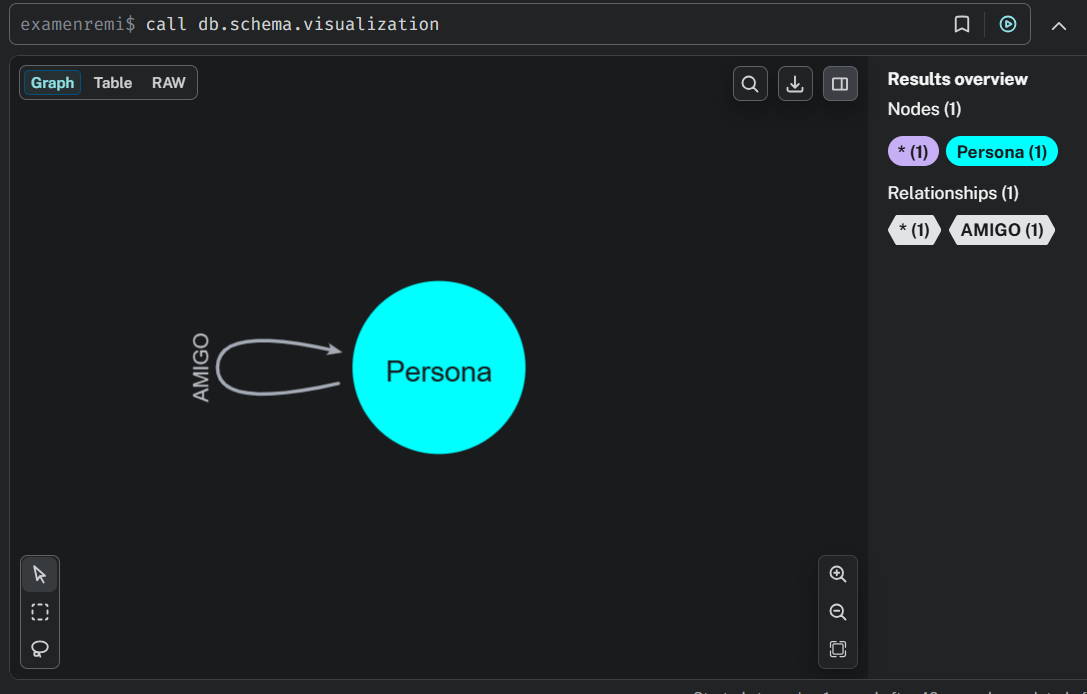 examenremi$ call db.schema.visualization
Graph Table RAW
Results overview
Nodes (1)
* (1) Persona (1)
Relationships (1)
* (1) AMIGO (1)
AMIGO
Persona